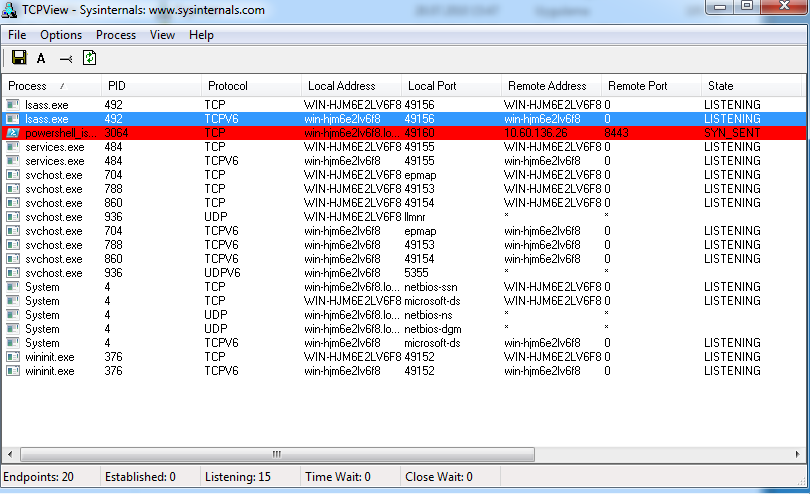 TCPView - Sysinternals: www.sysinternals.com
File Options Process View Help
A
Process / PID Protocol Local Address Local Port Remote Address Remote Port State
lsass.exe 492 TCP WIN-HJM6E2LV6F8 49156 WIN-HJM6E2LV6F8 0 LISTENING
lsass.exe 492 TCPV6 win-hjm6e2lv6f8 49156 win-hjm6e2lv6f8 0 LISTENING
powershell_is... 3064 TCP win-hjm6e2lv6f8.lo... 49160 10.60.136.26 8443 SYN_SENT
services.exe 484 TCP WIN-HJM6E2LV6F8 49155 WIN-HJM6E2LV6F8 0 LISTENING
services.exe 484 TCPV6 win-hjm6e2lv6f8 49155 win-hjm6e2lv6f8 0 LISTENING
svchost.exe 704 TCP WIN-HJM6E2LV6F8 epmap WIN-HJM6E2LV6F8 0 LISTENING
svchost.exe 788 TCP WIN-HJM6E2LV6F8 49153 WIN-HJM6E2LV6F8 0 LISTENING
svchost.exe 860 TCP WIN-HJM6E2LV6F8 49154 WIN-HJM6E2LV6F8 0 LISTENING
svchost.exe 936 UDP WIN-HJM6E2LV6F8 llmnr * *
svchost.exe 704 TCPV6 win-hjm6e2lv6f8 epmap win-hjm6e2lv6f8 0 LISTENING
svchost.exe 788 TCPV6 win-hjm6e2lv6f8 49153 win-hjm6e2lv6f8 0 LISTENING
svchost.exe 860 TCPV6 win-hjm6e2lv6f8 49154 win-hjm6e2lv6f8 0 LISTENING
svchost.exe 936 UDPV6 win-hjm6e2lv6f8 5355 * *
System 4 TCP win-hjm6e2lv6f8.lo... netbios-ssn WIN-HJM6E2LV6F8 0 LISTENING
System 4 TCP WIN-HJM6E2LV6F8 microsoft-ds WIN-HJM6E2LV6F8 0 LISTENING
System 4 UDP win-hjm6e2lv6f8.lo... netbios-ns * *
System 4 UDP win-hjm6e2lv6f8.lo... netbios-dgm * *
System 4 TCPV6 win-hjm6e2lv6f8 microsoft-ds win-hjm6e2lv6f8 0 LISTENING
wininit.exe 376 TCP WIN-HJM6E2LV6F8 49152 WIN-HJM6E2LV6F8 0 LISTENING
wininit.exe 376 TCPV6 win-hjm6e2lv6f8 49152 win-hjm6e2lv6f8 0 LISTENING
Endpoints: 20 Established: 0 Listening: 15 Time Wait: 0 Close Wait: 0